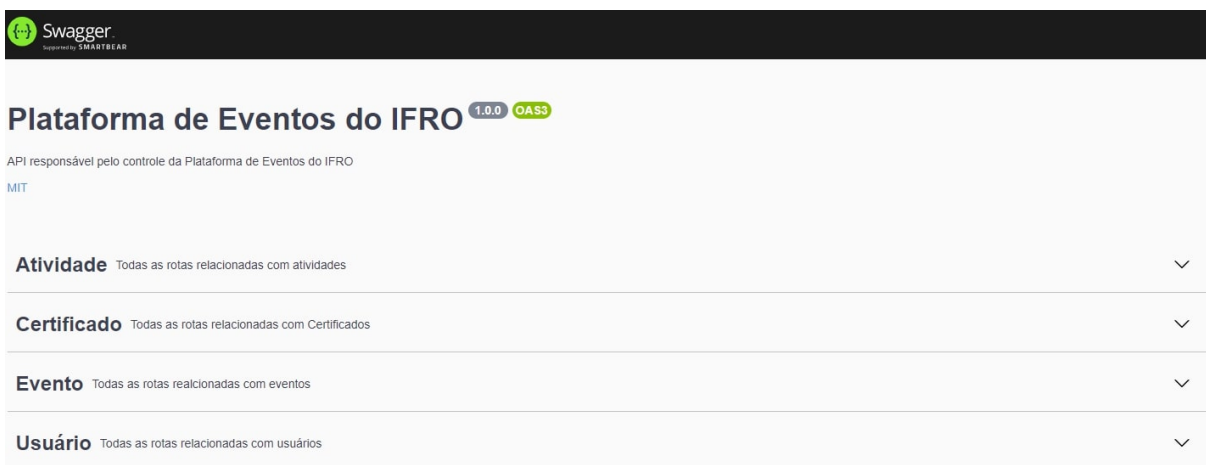 {···} Swagger.
Supported by SMARTBEAR
Plataforma de Eventos do IFRO 1.0.0 OAS3
API responsável pelo controle da Plataforma de Eventos do IFRO
MIT
Atividade Todas as rotas relacionadas com atividades
Certificado Todas as rotas relacionadas com Certificados
Evento Todas as rotas realcionadas com eventos
Usuário Todas as rotas relacionadas com usuários